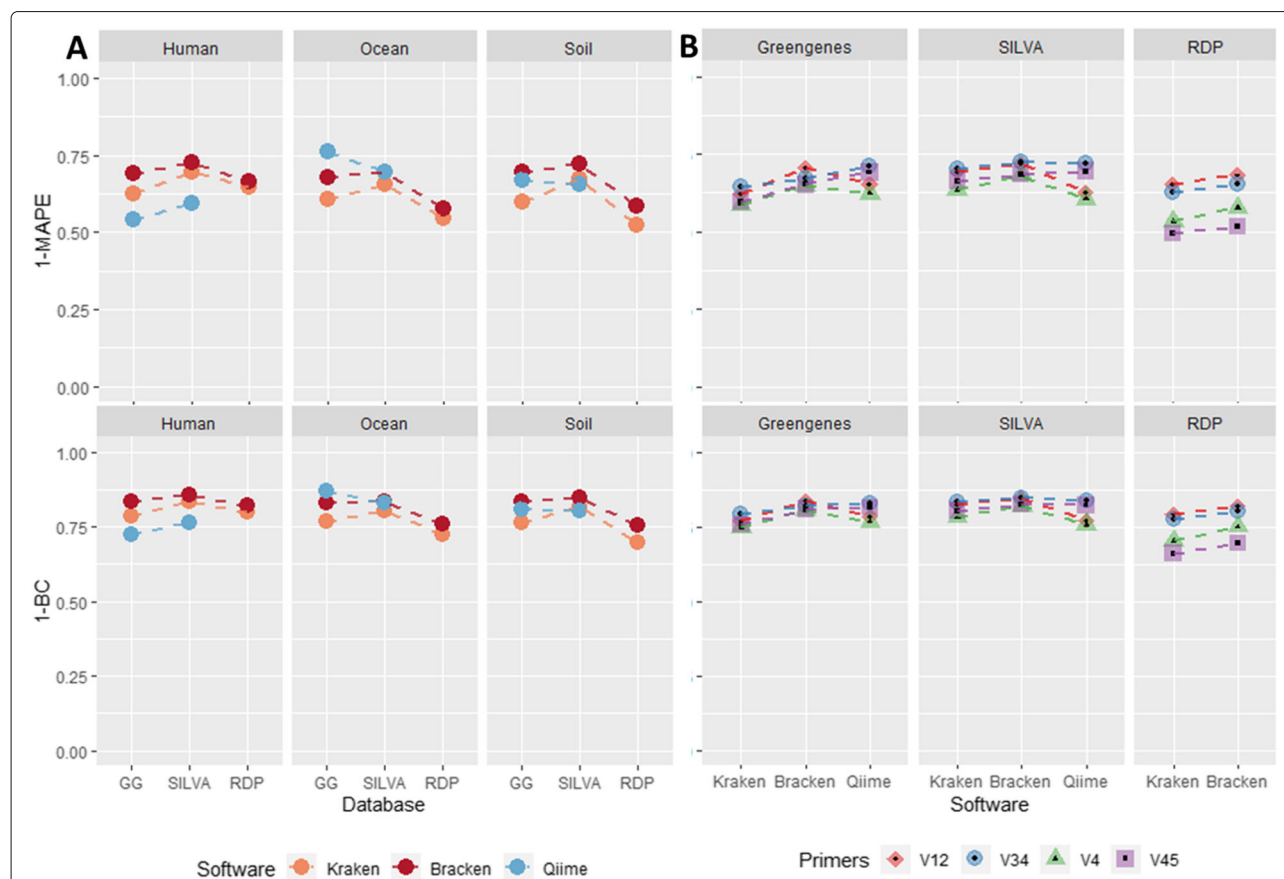 A
Human Ocean Soil
1-MAPE
1.00
0.75
0.50
0.25
0.00
Human Ocean Soil
1-BC
1.00
0.75
0.50
0.25
0.00
GG SILVA RDP GG SILVA RDP GG SILVA RDP
Database
Software Kraken Bracken Qiime
B
Greengenes SILVA RDP
Greengenes SILVA RDP
Kraken Bracken Qiime Kraken Bracken Qiime Kraken Bracken
Software
Primers V12 V34 V4 V45